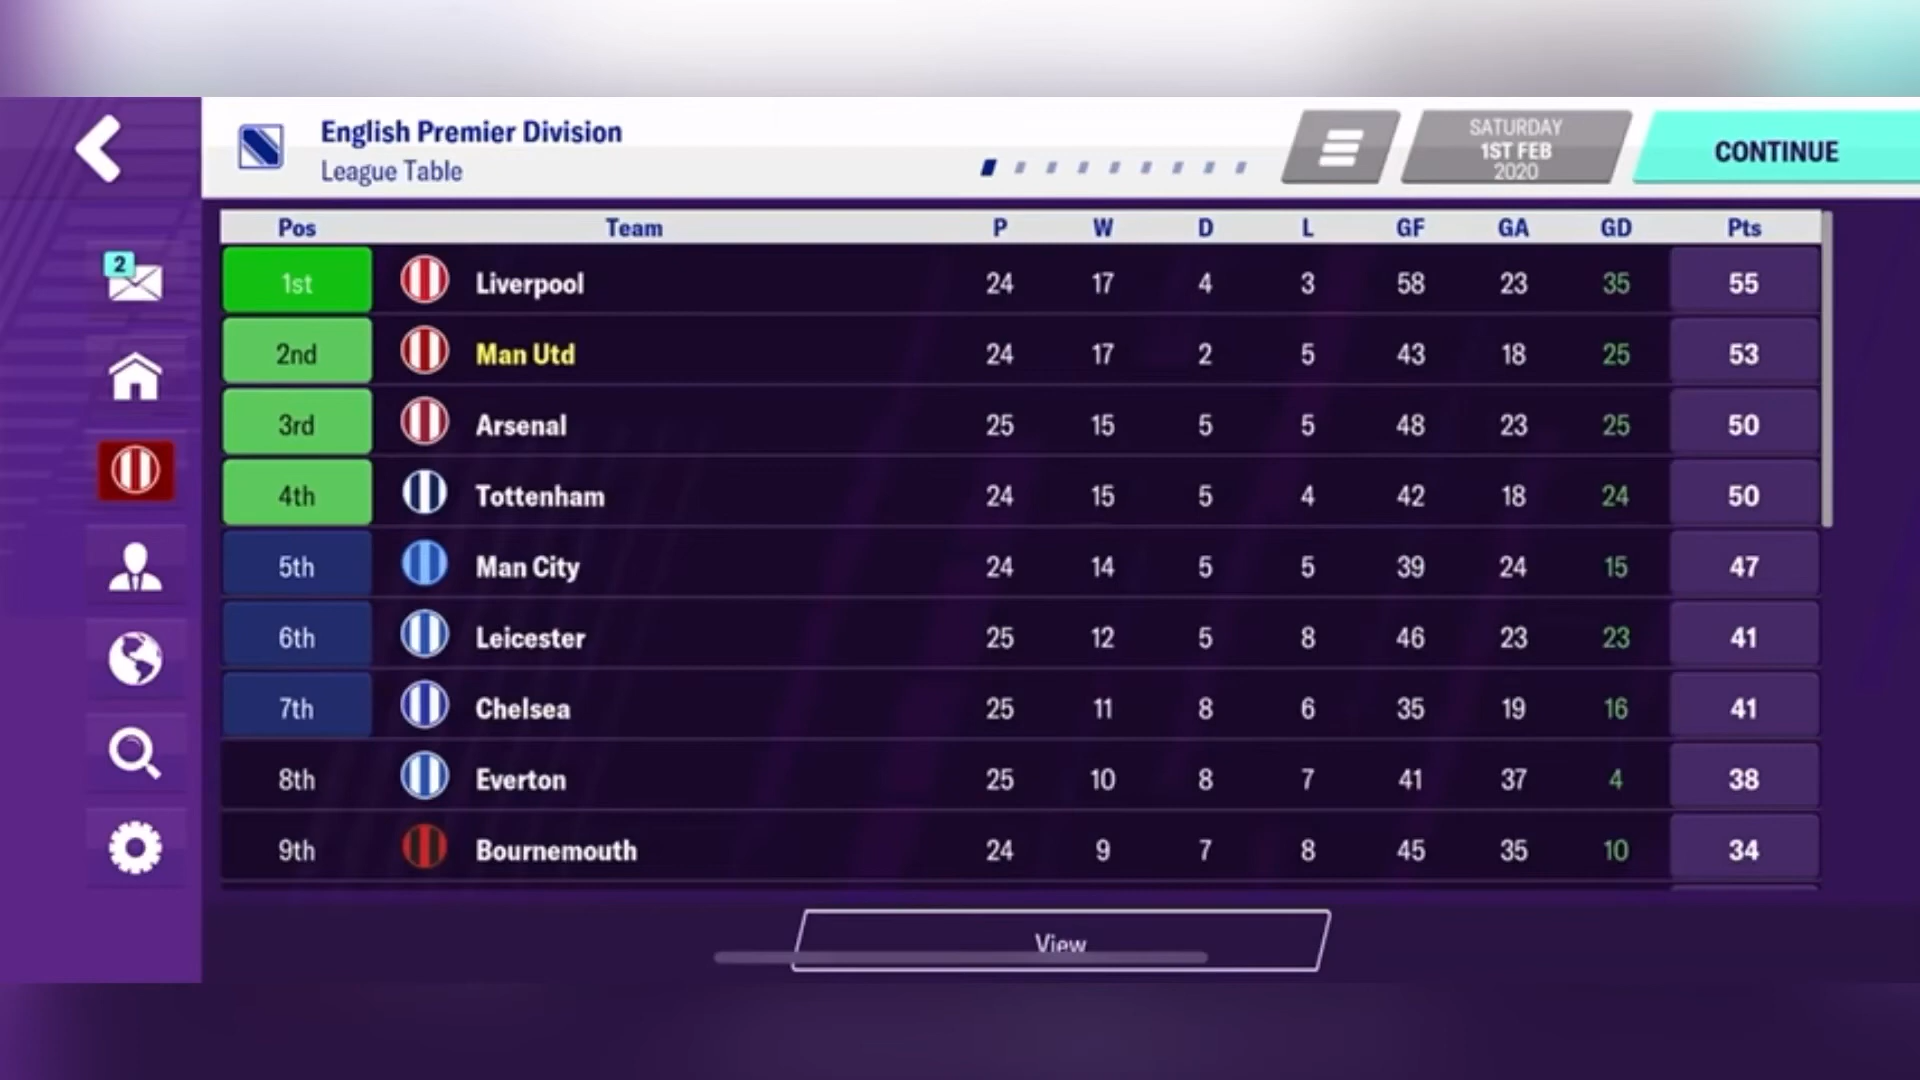 English Premier Division
League Table
SATURDAY
1ST FEB
2020
CONTINUE
2
Pos Team P W D L GF GA GD Pts
1st Liverpool 24 17 4 3 58 23 35 55
2nd Man Utd 24 17 2 5 43 18 25 53
3rd Arsenal 25 15 5 5 48 23 25 50
4th Tottenham 24 15 5 4 42 18 24 50
5th Man City 24 14 5 5 39 24 15 47
6th Leicester 25 12 5 8 46 23 23 41
7th Chelsea 25 11 8 6 35 19 16 41
8th Everton 25 10 8 7 41 37 4 38
9th Bournemouth 24 9 7 8 45 35 10 34
View